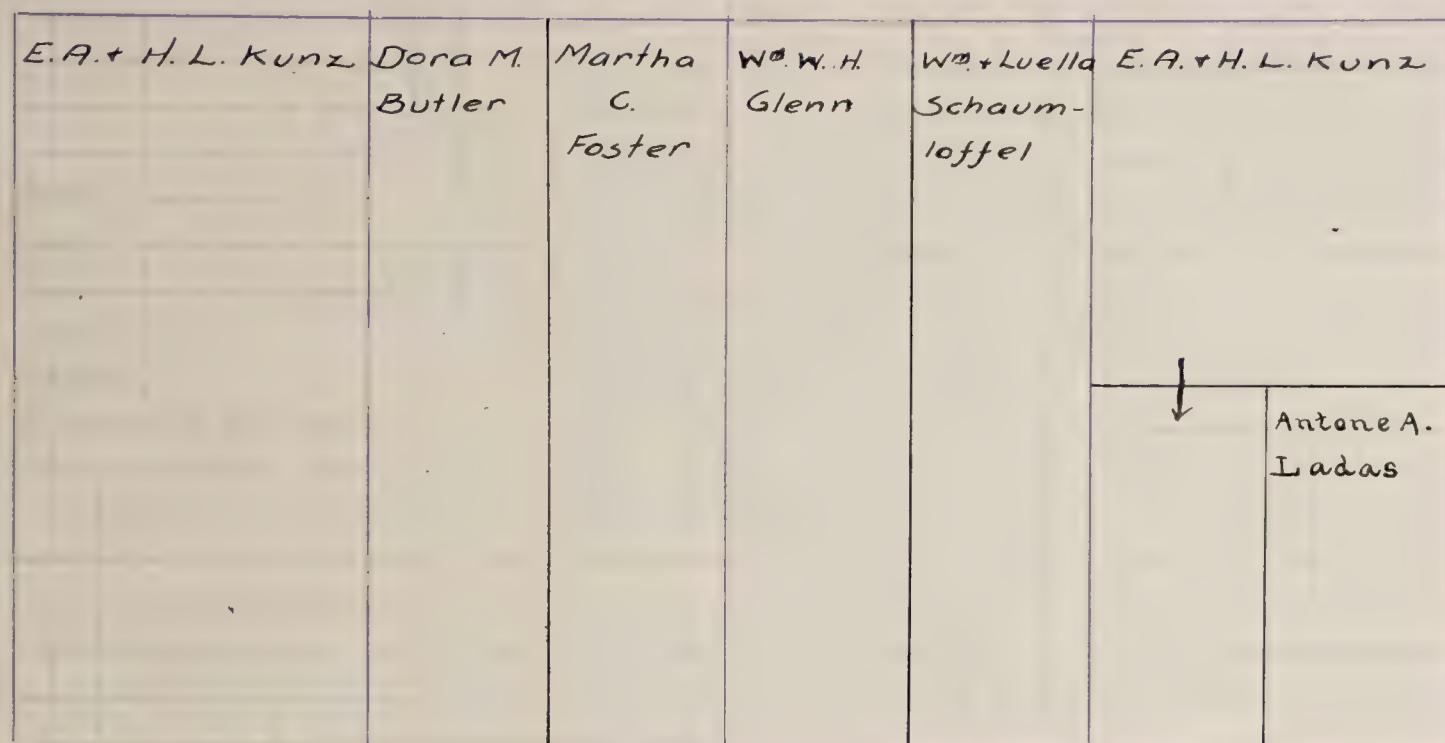 E.A. + H. L. Kunz
Dora M.
Butler
Martha
C.
Foster
Wm. W. H.
Glenn
Wm. + Luella
Schaum-
loffel
E. A. + H. L. Kunz
Antone A.
Ladas